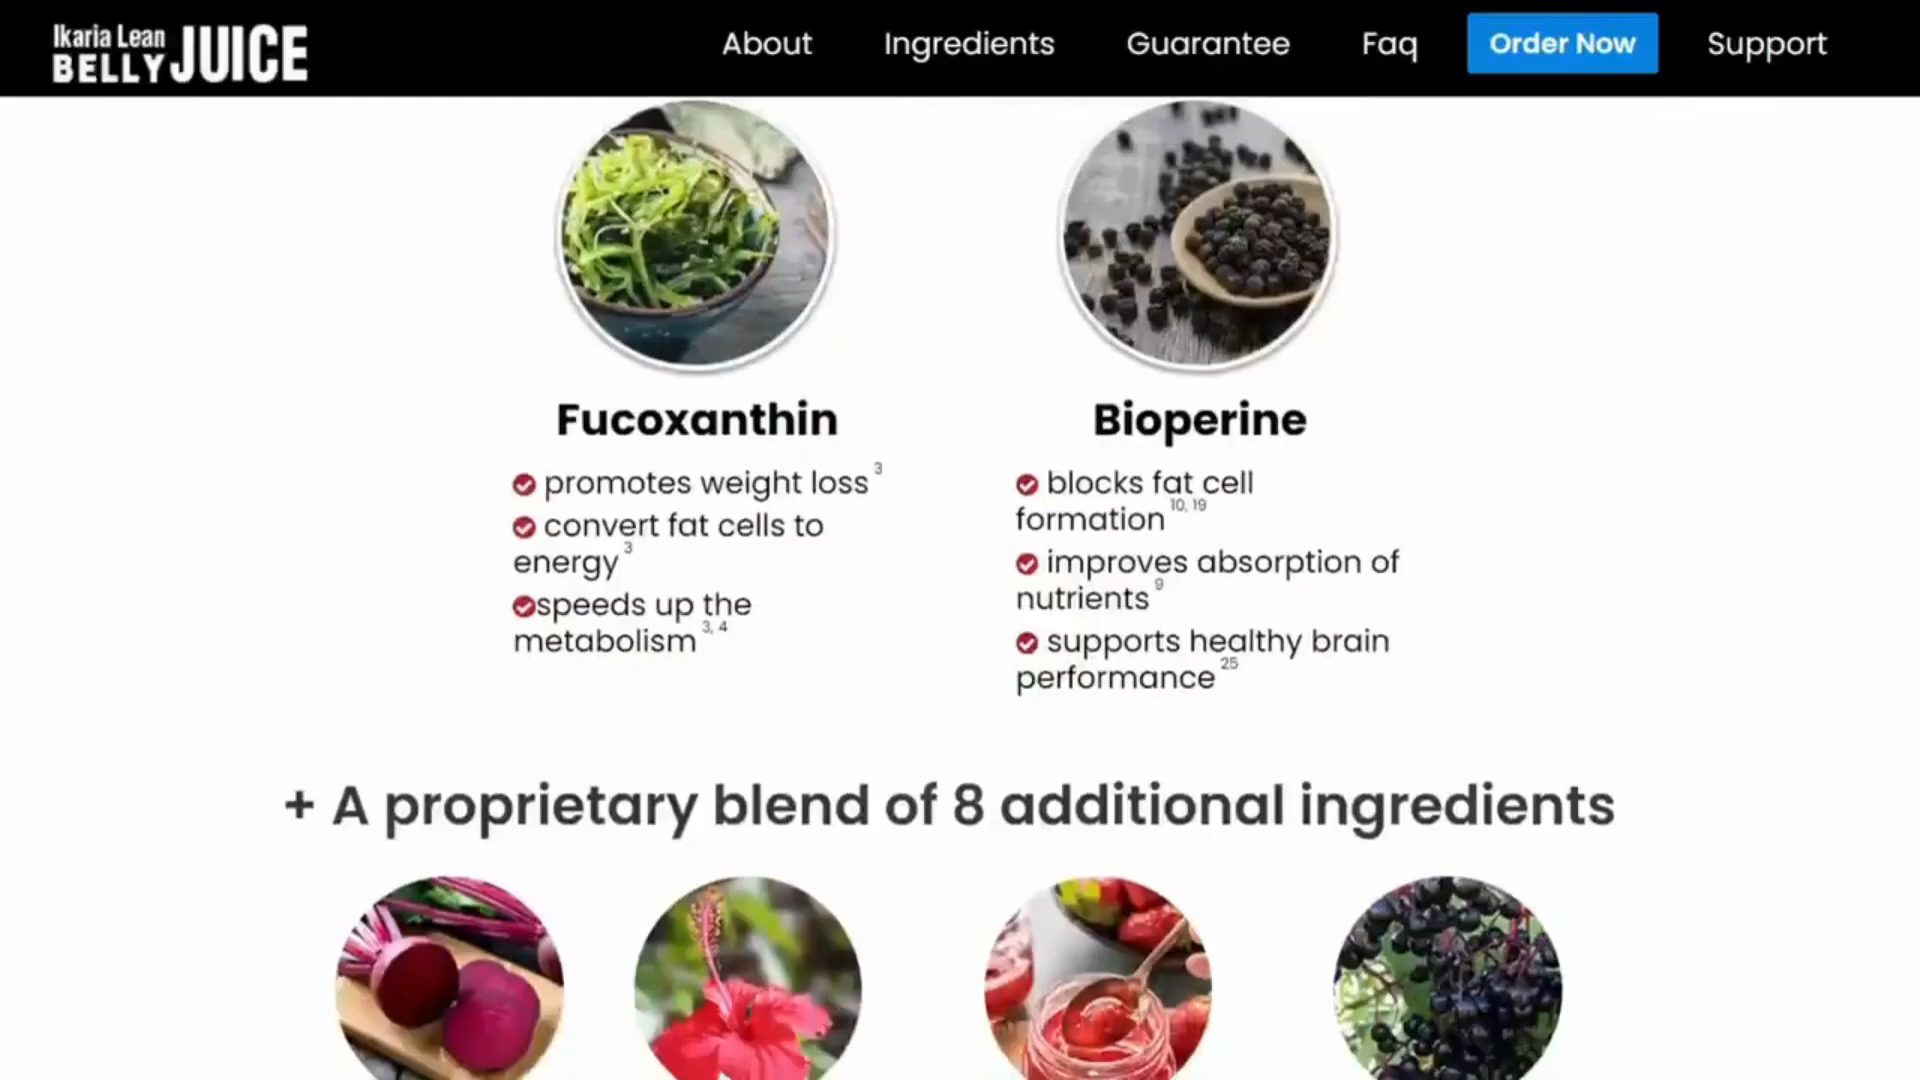 Ikaria Lean
BELLY JUICE
About Ingredients Guarantee Faq Order Now Support
Fucoxanthin
promotes weight loss 3
convert fat cells to
energy 3
speeds up the
metabolism 3, 4
Bioperine
blocks fat cell
formation 10, 19
improves absorption of
nutrients 9
supports healthy brain
performance 25
+ A proprietary blend of 8 additional ingredients